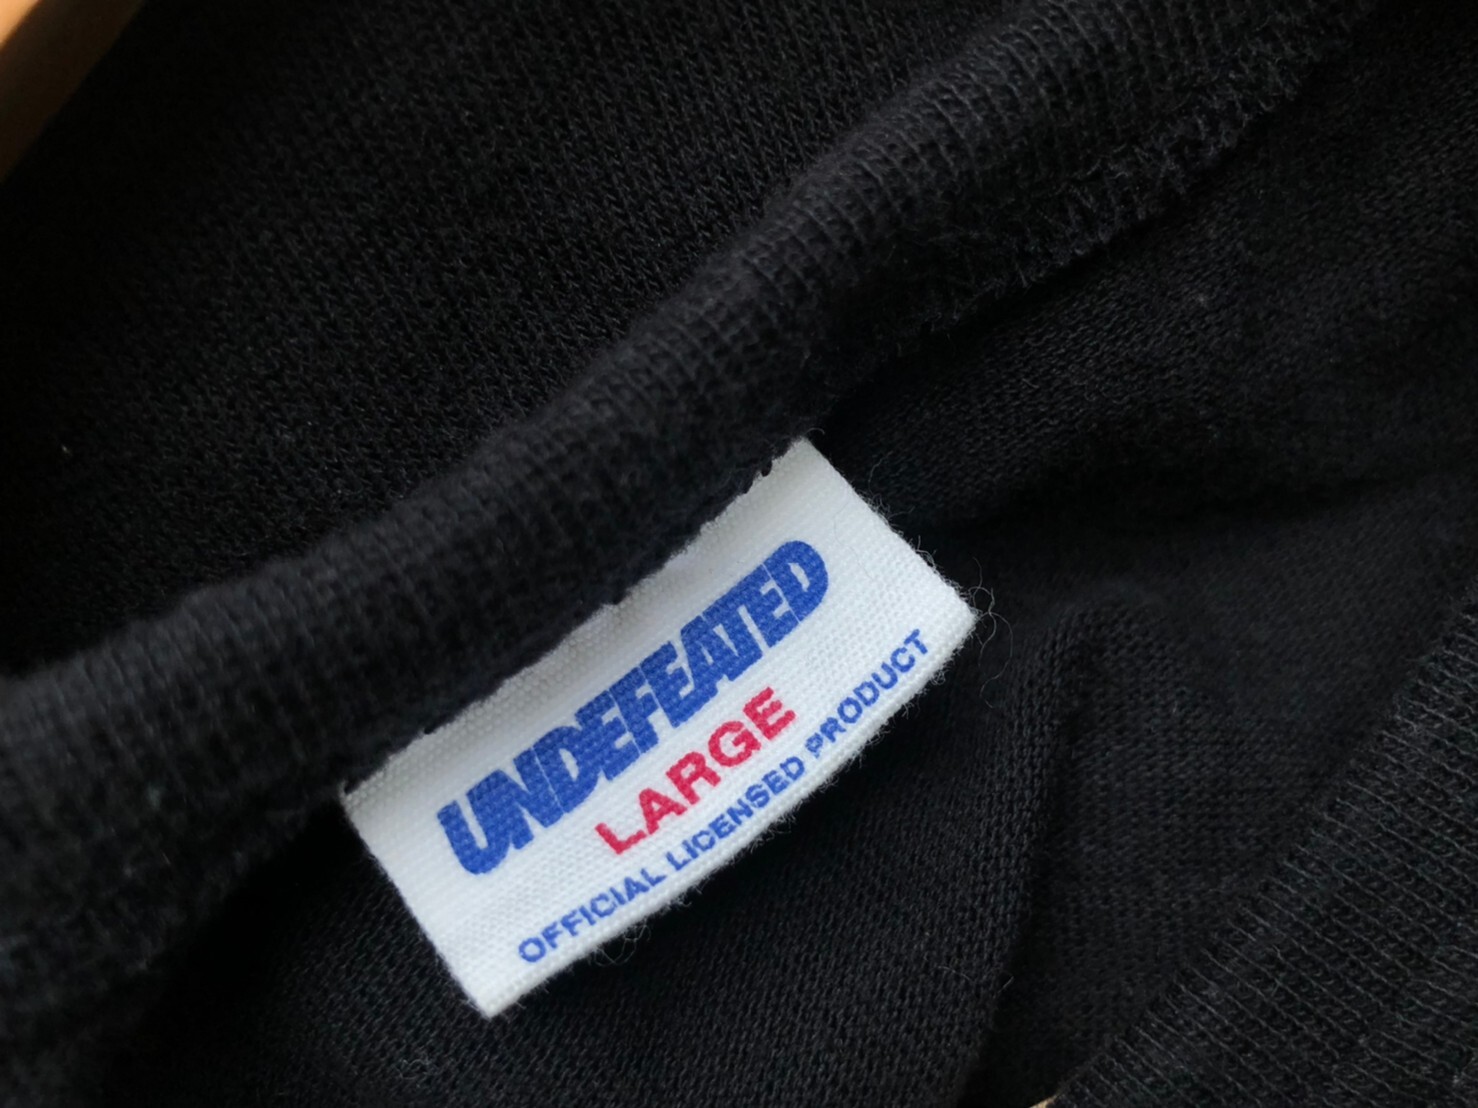 UNDEFEATED
LARGE
OFFICIAL LICENSED PRODUCT